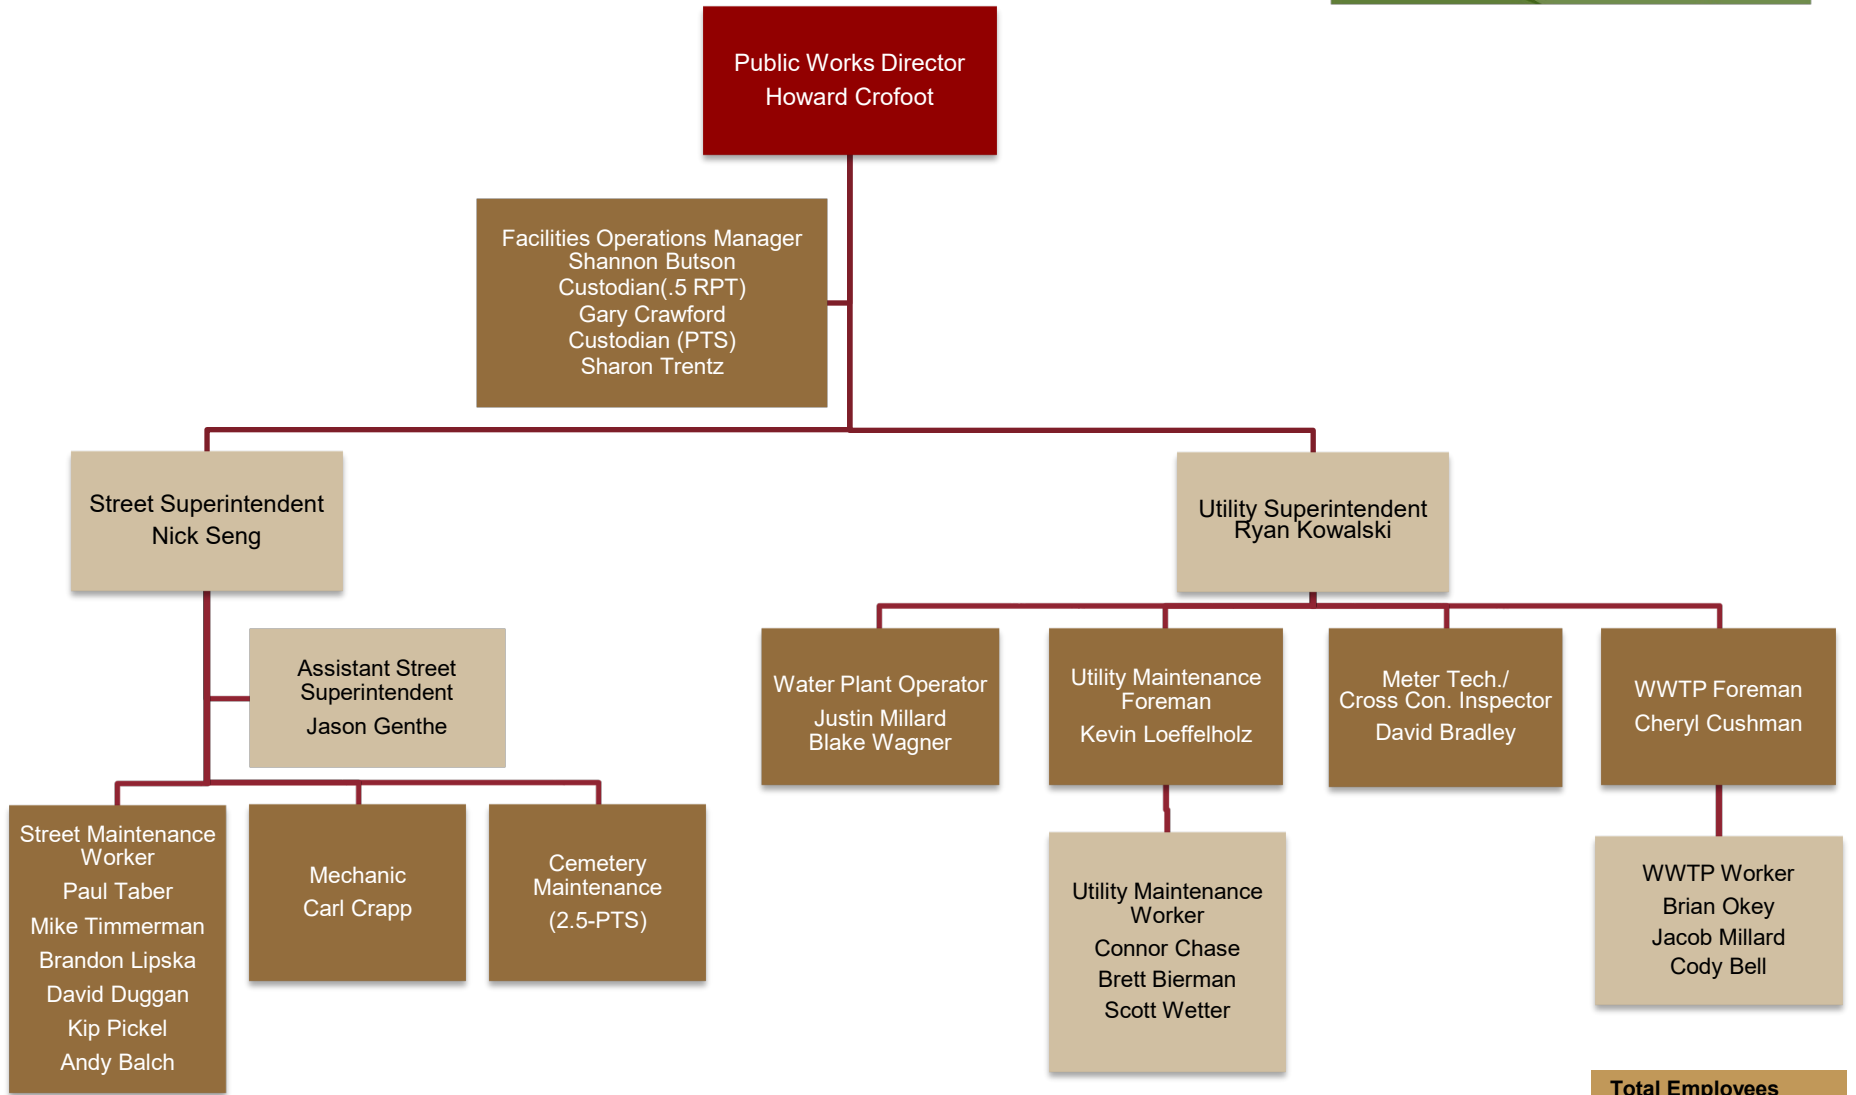 Public Works Director
Howard Crofoot
Facilities Operations Manager
Shannon Butson
Custodian(.5 RPT)
Gary Crawford
Custodian (PTS)
Sharon Trentz
Street Superintendent
Nick Seng
Utility Superintendent
Ryan Kowalski
Assistant Street
Superintendent
Jason Genthe
Water Plant Operator
Justin Millard
Blake Wagner
Utility Maintenance
Foreman
Kevin Loeffelholz
Meter Tech./
Cross Con. Inspector
David Bradley
WWTP Foreman
Cheryl Cushman
Street Maintenance
Worker
Paul Taber
Mike Timmerman
Brandon Lipska
David Duggan
Kip Pickel
Andy Balch
Mechanic
Carl Crapp
Cemetery
Maintenance
(2.5-PTS)
Utility Maintenance
Worker
Connor Chase
Brett Bierman
Scott Wetter
WWTP Worker
Brian Okey
Jacob Millard
Cody Bell
Total Employees